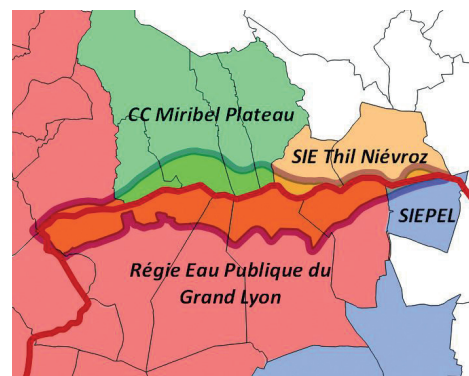 CC Miribel Plateau
SIE Thil Niévroz
SIEPEL
Régie Eau Publique du
Grand Lyon